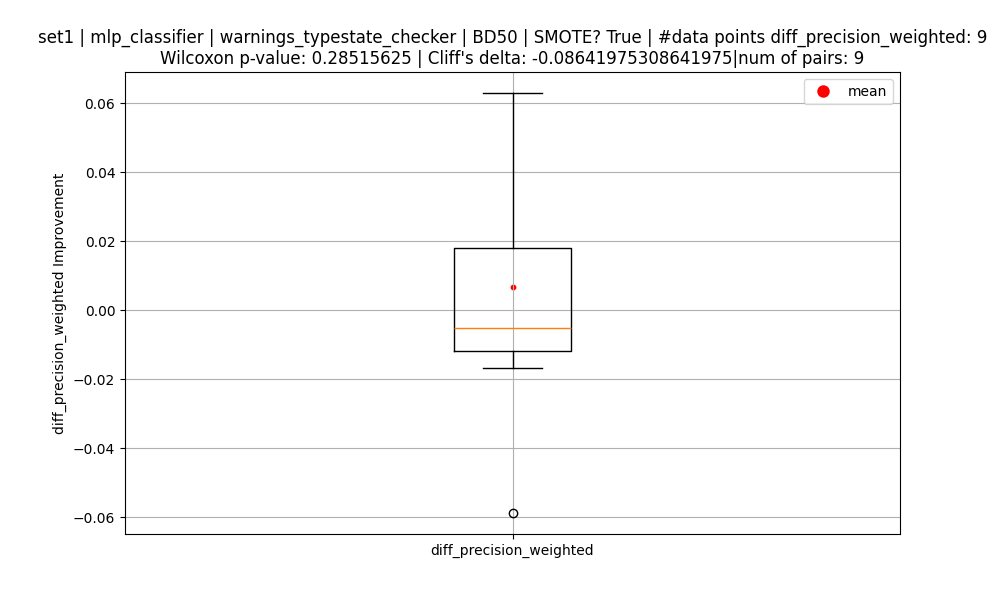 set1 | mlp_classifier | warnings_typestate_checker | BD50 | SMOTE? True | #data points diff_precision_weighted: 9
Wilcoxon p-value: 0.28515625 | Cliff's delta: -0.08641975308641975|num of pairs: 9
mean
0.06
0.04
0.02
0.00
−0.02
−0.04
−0.06
diff_precision_weighted Improvement
diff_precision_weighted